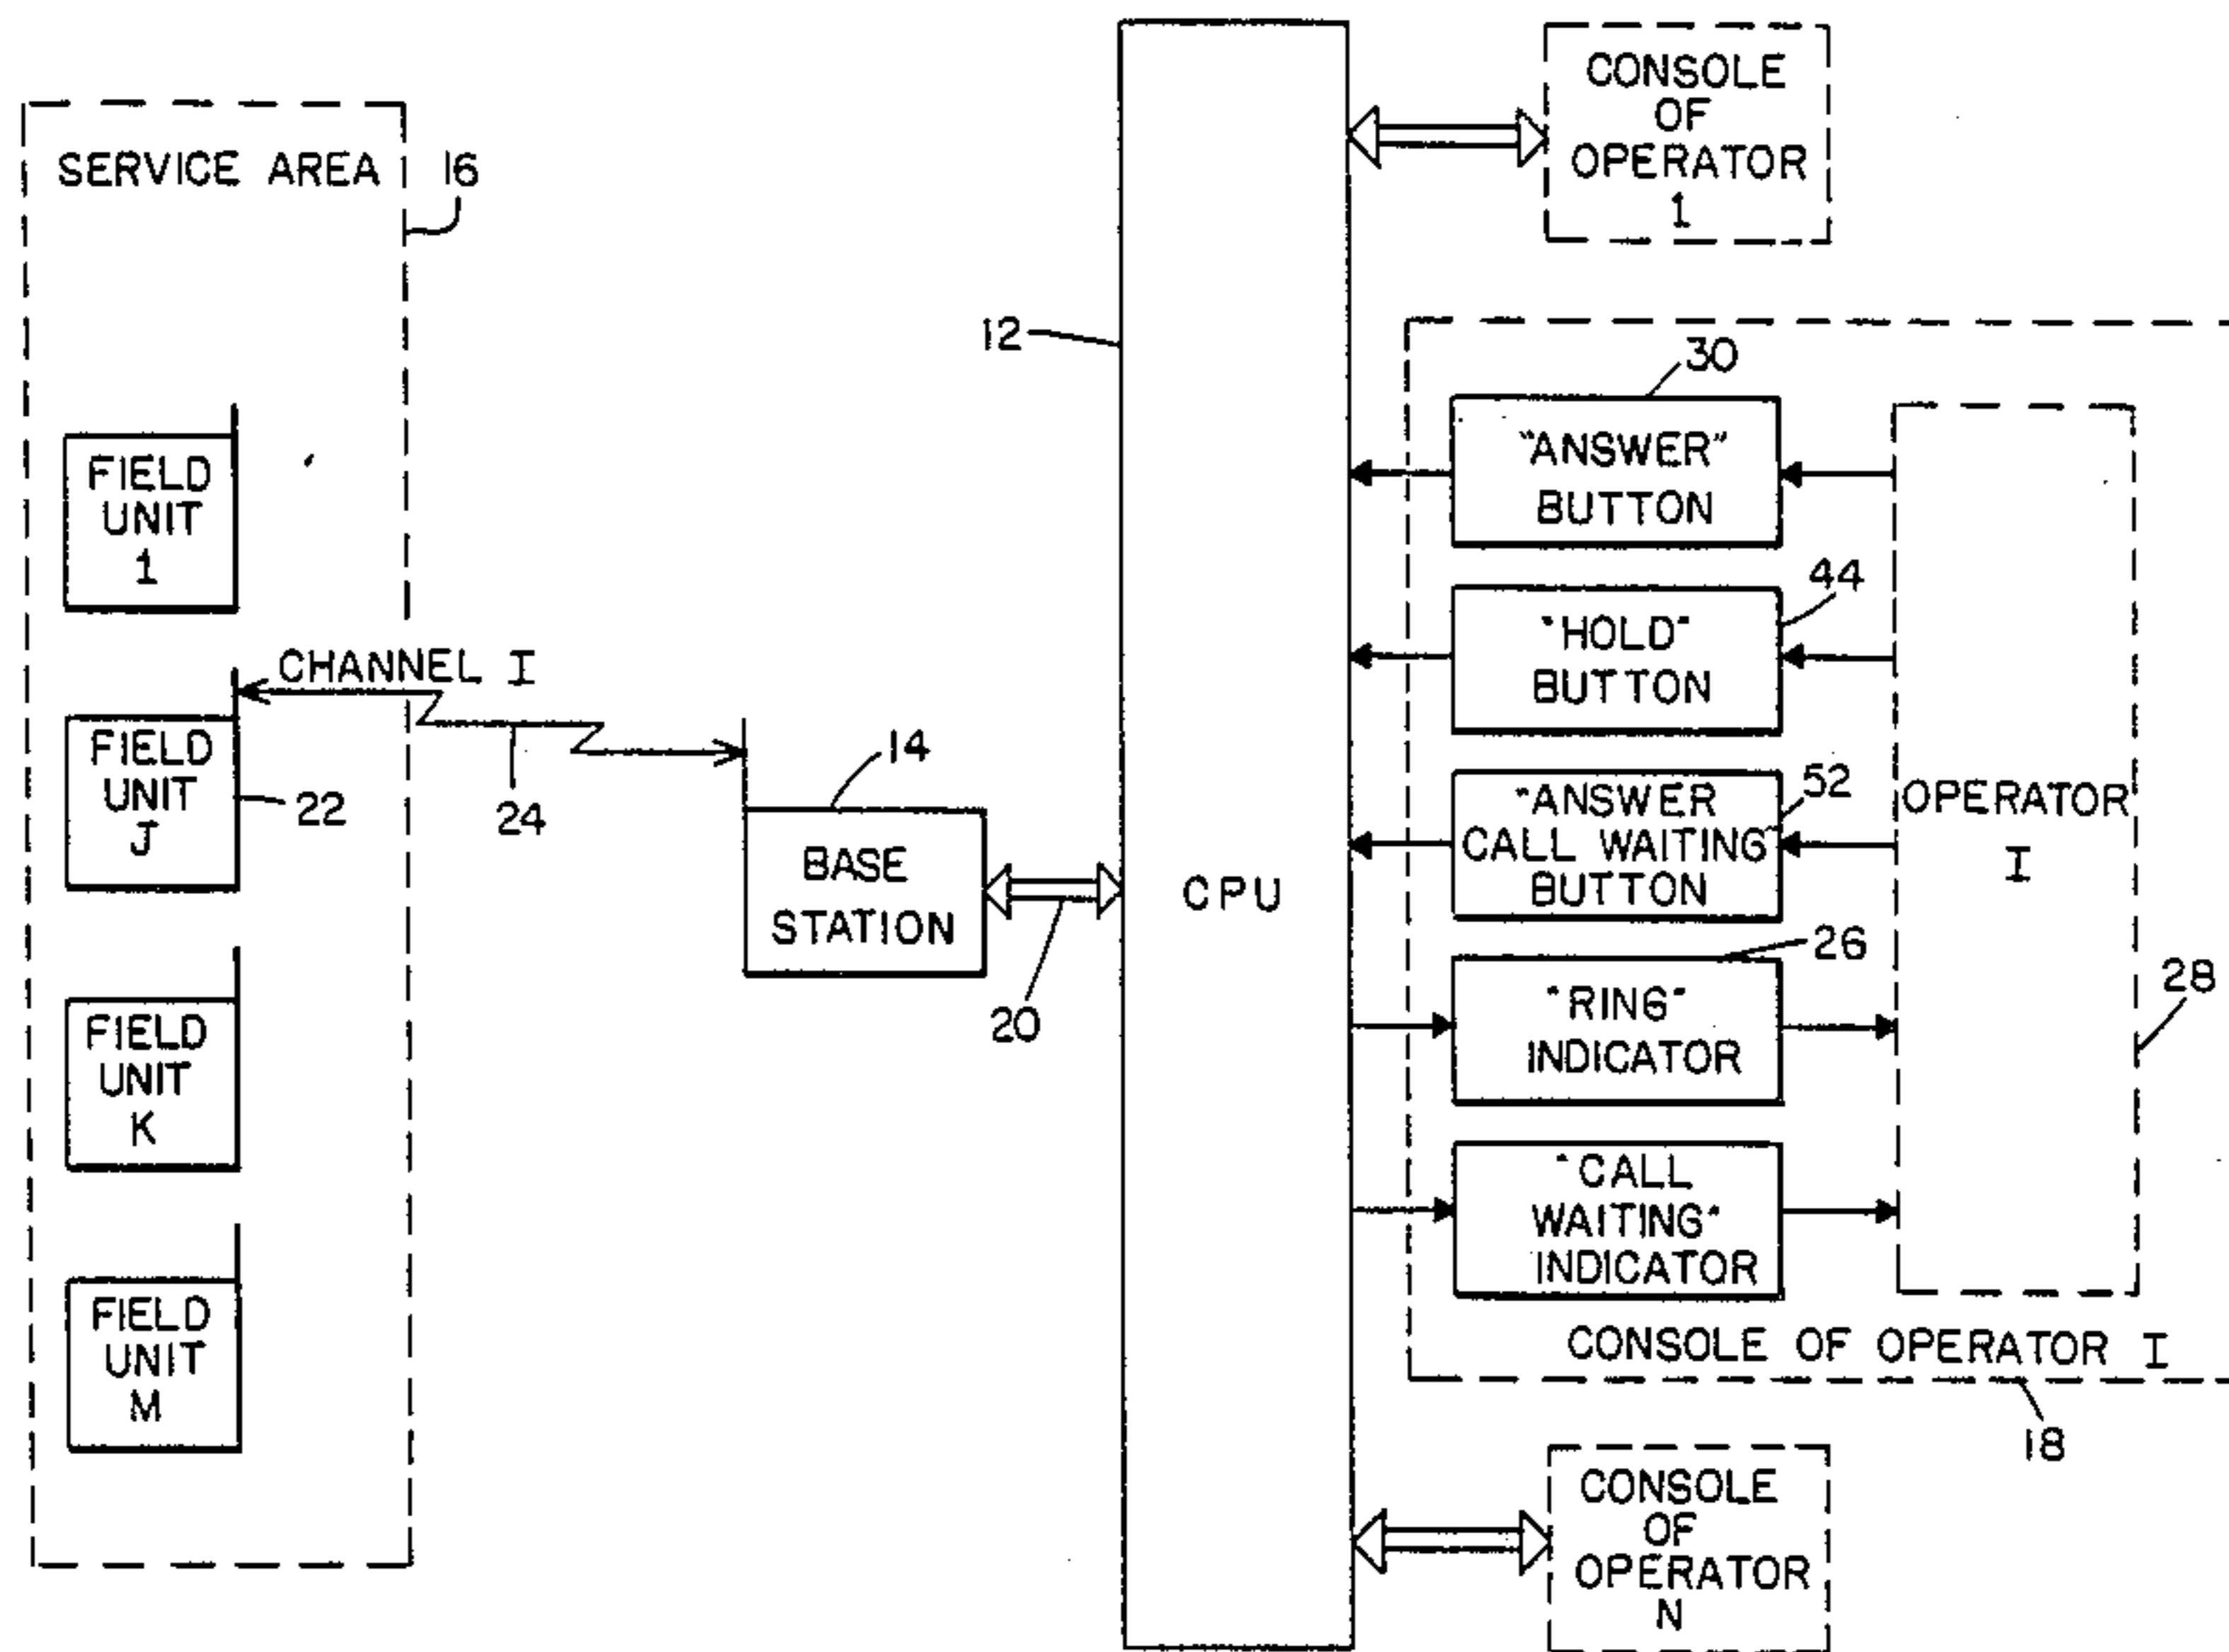 SERVICE AREA
16
FIELD
UNIT
1
CHANNEL I
24
FIELD
UNIT
J
22
FIELD
UNIT
K
FIELD
UNIT
M
14
BASE
STATION
20
12
CPU
CONSOLE
OF
OPERATOR
1
30
"ANSWER"
BUTTON
44
"HOLD"
BUTTON
52
"ANSWER
CALL WAITING"
BUTTON
26
"RING"
INDICATOR
"CALL
WAITING"
INDICATOR
OPERATOR
I
28
CONSOLE OF OPERATOR I
18
CONSOLE
OF
OPERATOR
N